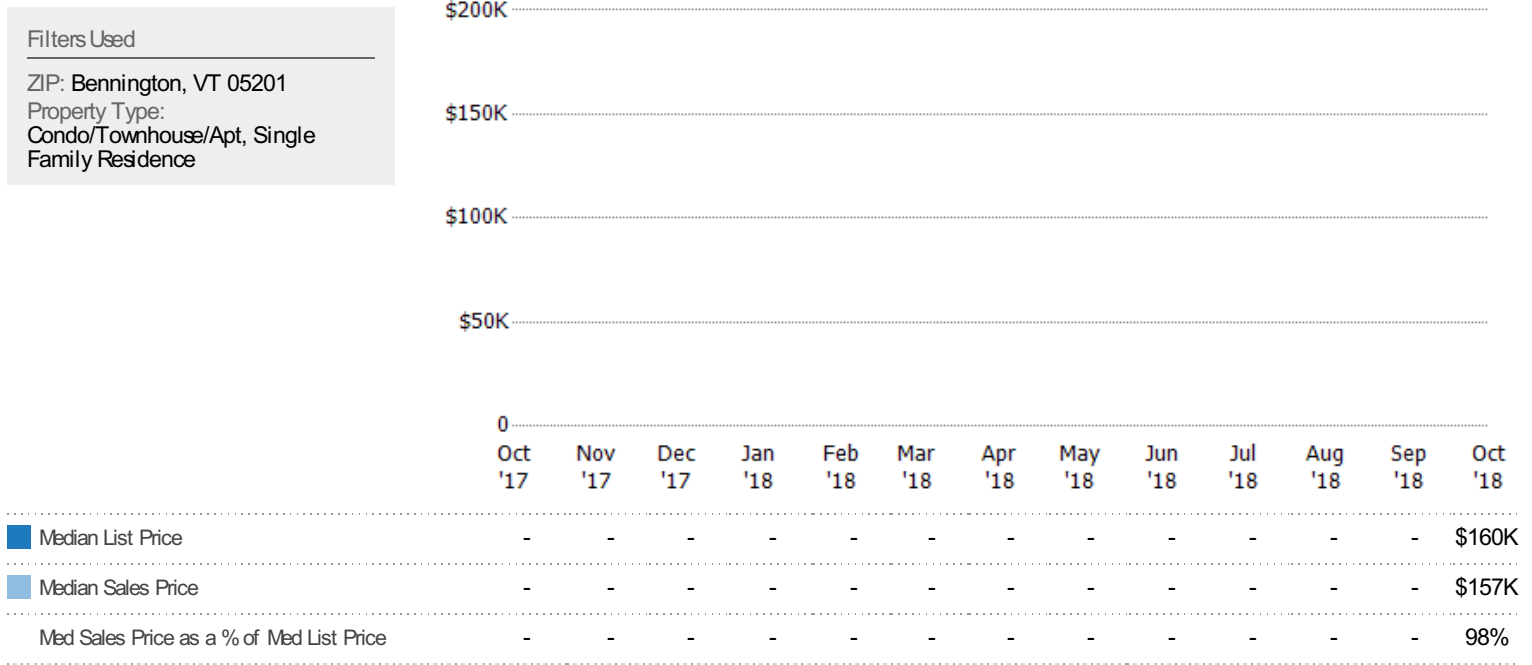 Filters Used
ZIP: Bennington, VT 05201
Property Type:
Condo/Townhouse/Apt, Single
Family Residence
$200K
$150K
$100K
$50K
0
Oct Nov Dec Jan Feb Mar Apr May Jun Jul Aug Sep Oct
'17 '17 '17 '18 '18 '18 '18 '18 '18 '18 '18 '18 '18
Median List Price - - - - - - - - - - - - $160K
Median Sales Price - - - - - - - - - - - - $157K
Med Sales Price as a % of Med List Price - - - - - - - - - - - - 98%